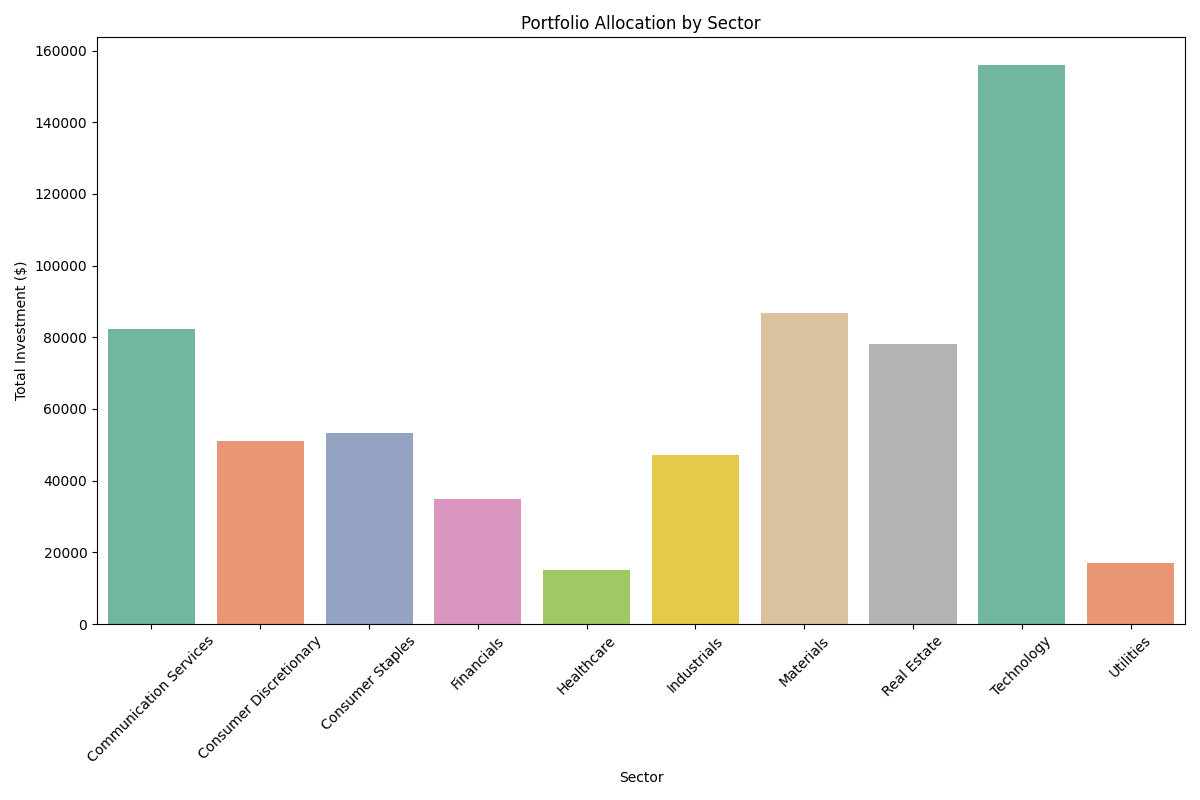 Portfolio Allocation by Sector
Total Investment ($)
160000
140000
120000
100000
80000
60000
40000
20000
0
Communication Services
Consumer Discretionary
Consumer Staples
Financials
Healthcare
Industrials
Materials
Real Estate
Technology
Utilities
Sector